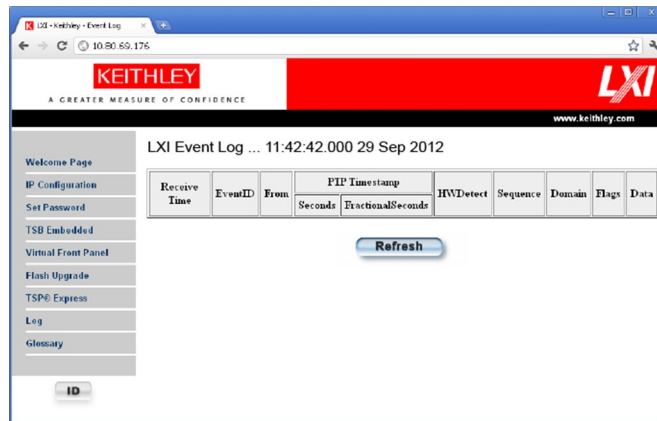 LXI - Keithley - Event Log
10.80.69.176
KEITHLEY
A GREATER MEASURE OF CONFIDENCE
LXI
www.keithley.com
Welcome Page
IP Configuration
Set Password
TSB Embedded
Virtual Front Panel
Flash Upgrade
TSP® Express
Log
Glossary
ID
LXI Event Log ... 11:42:42.000 29 Sep 2012
Receive Time EventID From PTP Timestamp HWDetect Sequence Domain Flags Data
Seconds FractionalSeconds
Refresh